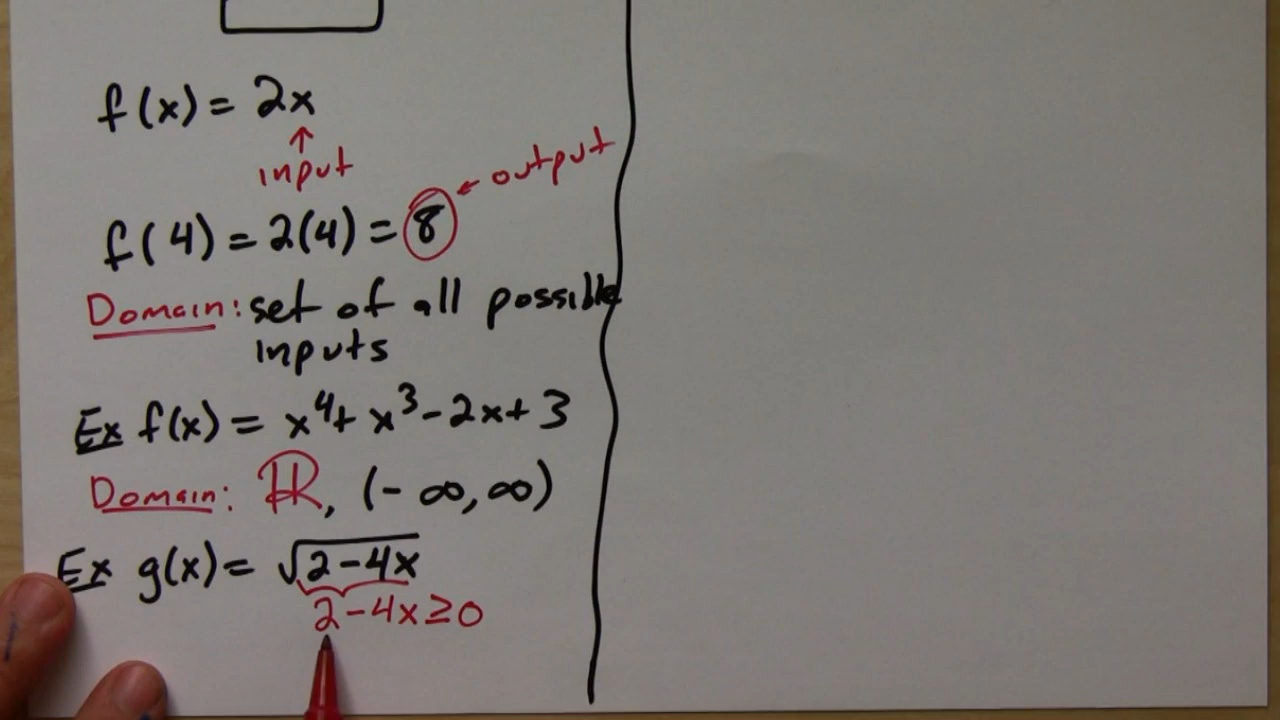 f(x) = 2x
↑
input
← output
f(4) = 2(4) = 8
Domain: set of all possible
inputs
Ex f(x) = x⁴ + x³ - 2x + 3
Domain: ℝ, (-∞, ∞)
Ex g(x) = √(2-4x)
2-4x ≥ 0